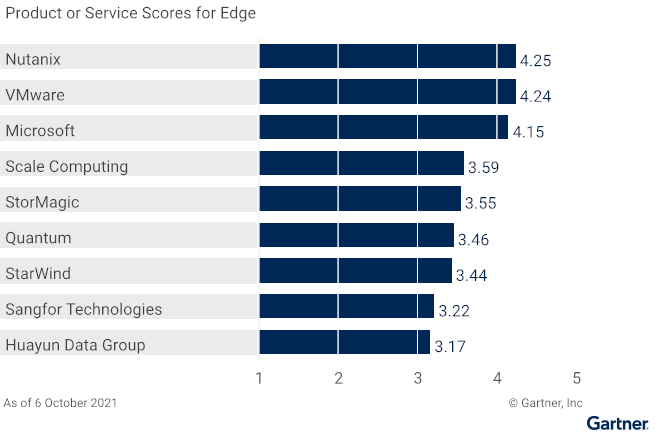 Product or Service Scores for Edge
Nutanix 4.25
VMware 4.24
Microsoft 4.15
Scale Computing 3.59
StorMagic 3.55
Quantum 3.46
StarWind 3.44
Sangfor Technologies 3.22
Huayun Data Group 3.17
1 2 3 4 5
As of 6 October 2021 © Gartner, Inc
Gartner